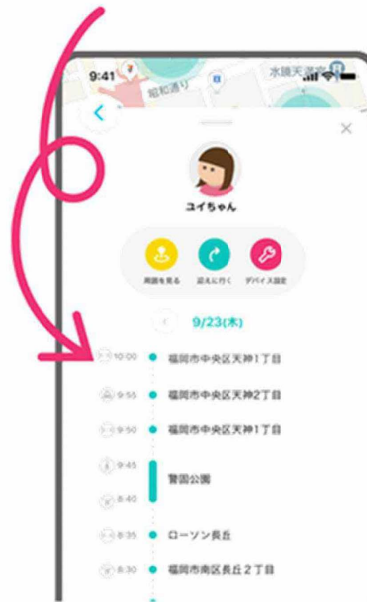 9:41
昭和通り
水鏡天満宮
ユイちゃん
周囲を見る 迎えに行く デバイス設定
9/23(木)
10:00 福岡市中央区天神1丁目
9:55 福岡市中央区天神2丁目
9:50 福岡市中央区天神1丁目
9:45
警固公園
8:40
8:35 ローソン長丘
8:30 福岡市南区長丘2丁目